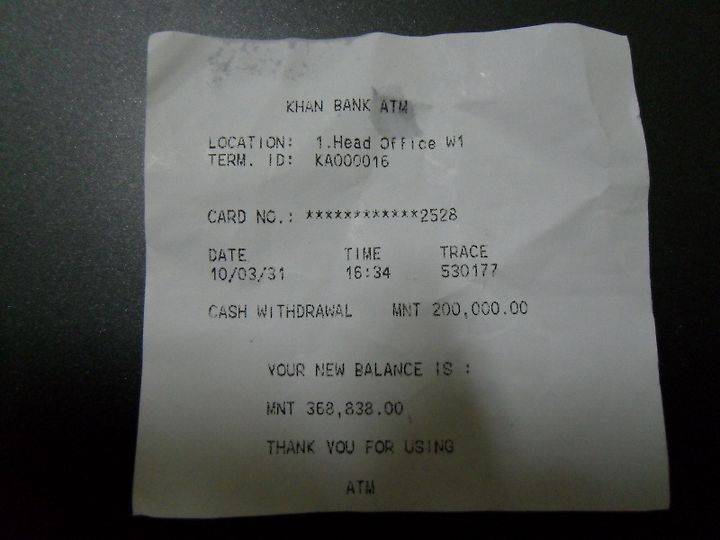 KHAN BANK ATM
LOCATION: 1.Head Office W1
TERM. ID: KA000016
CARD NO.: ************2528
DATE TIME TRACE
10/03/31 16:34 530177
CASH WITHDRAWAL MNT 200,000.00
YOUR NEW BALANCE IS :
MNT 368,838.00
THANK YOU FOR USING
ATM